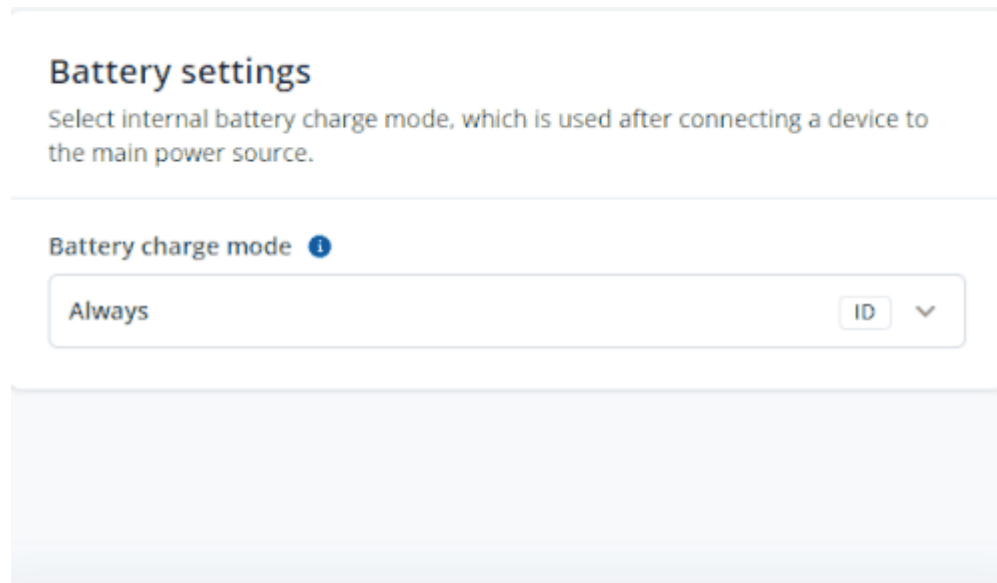 Battery settings
Select internal battery charge mode, which is used after connecting a device to
the main power source.
Battery charge mode
Always
ID